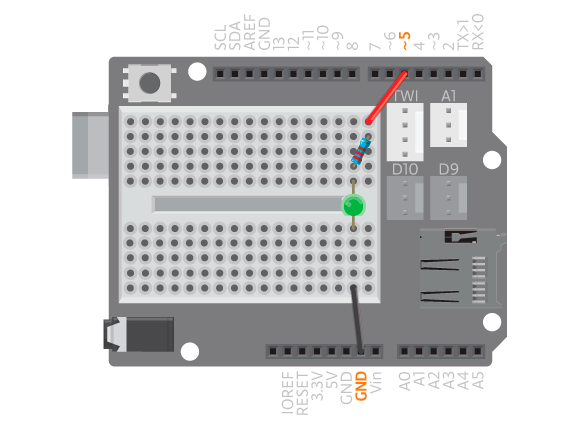 SCL
SDA
AREF
GND
13
12
~11
~10
~9
8
7
~6
~5
4
~3
2
TX>1
RX<0
TWI
A1
D10
D9
IOREF
RESET
3.3V
5V
GND
GND
Vin
A0
A1
A2
A3
A4
A5